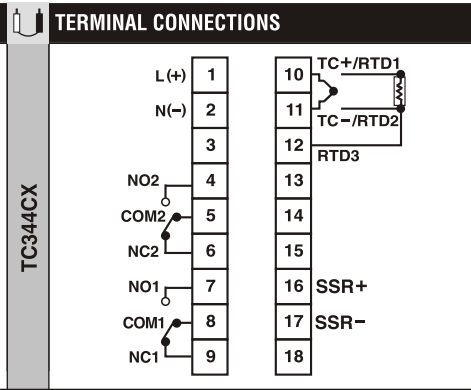 TERMINAL CONNECTIONS
TC344CX
L(+) 1
N(−) 2
3
NO2 4
COM2 5
NC2 6
NO1 7
COM1 8
NC1 9
10 TC+/RTD1
11 TC−/RTD2
12 RTD3
13
14
15
16 SSR+
17 SSR−
18